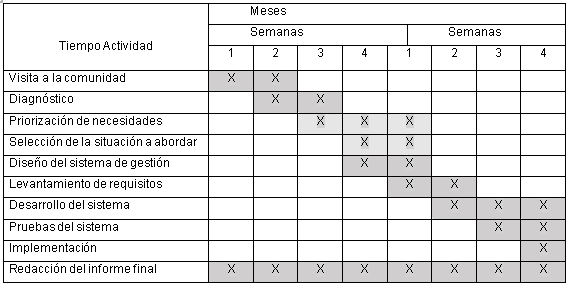 Meses
Tiempo Actividad
Semanas Semanas
1 2 3 4 1 2 3 4
Visita a la comunidad X X
Diagnóstico X X
Priorización de necesidades X X X
Selección de la situación a abordar X X
Diseño del sistema de gestión X X
Levantamiento de requisitos X X
Desarrollo del sistema X X X
Pruebas del sistema X X
Implementación X
Redacción del informe final X X X X X X X X